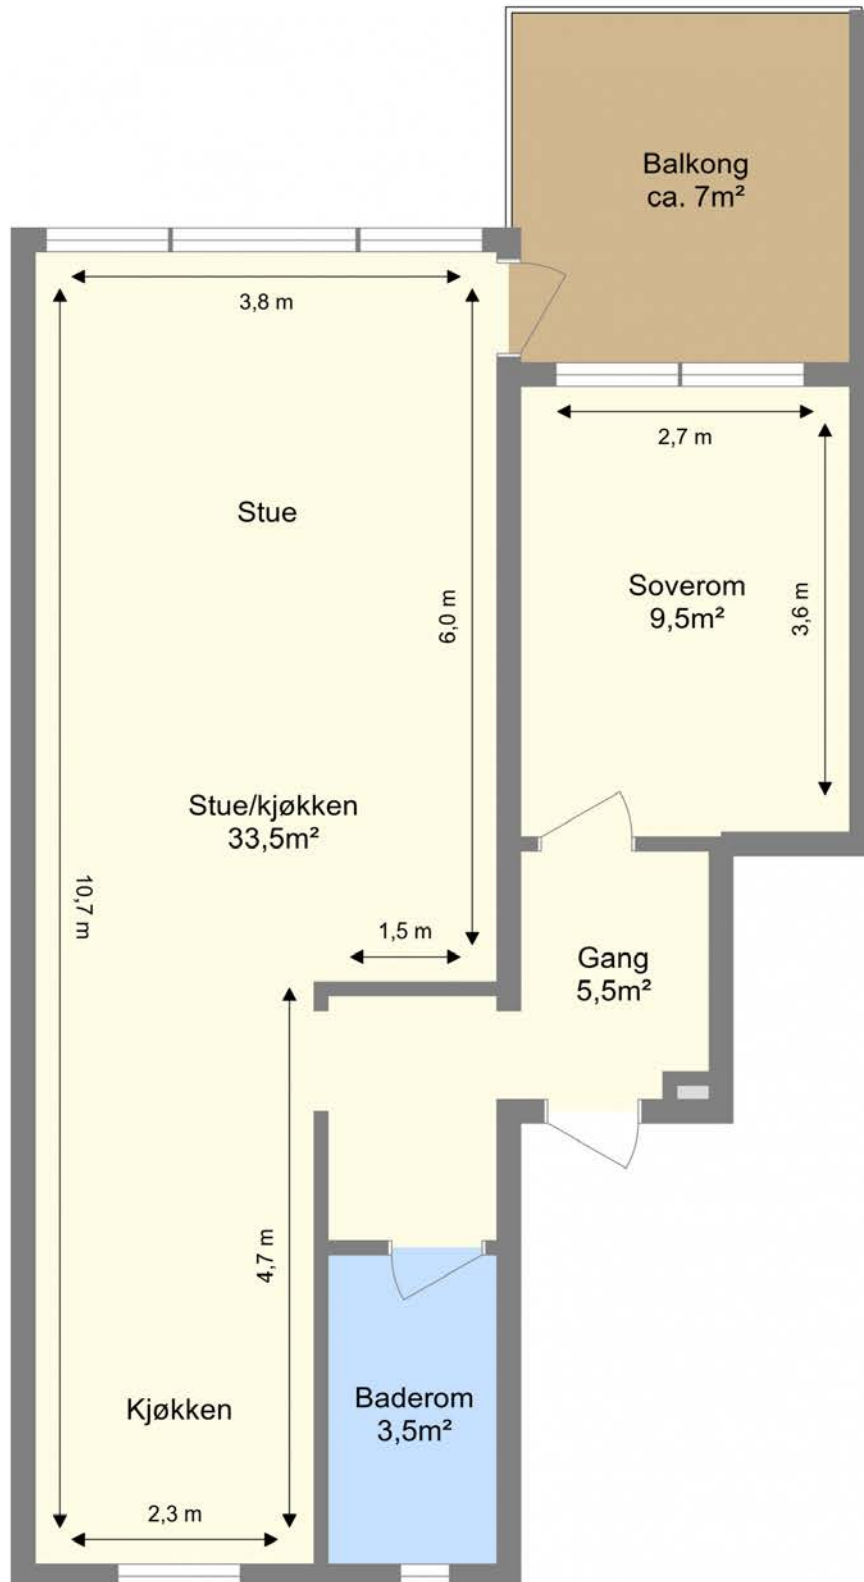 Balkong
ca. 7m²
3,8 m
2,7 m
Stue
6,0 m
Soverom
9,5m²
3,6 m
Stue/kjøkken
33,5m²
10,7 m
1,5 m
Gang
5,5m²
4,7 m
Kjøkken
Baderom
3,5m²
2,3 m